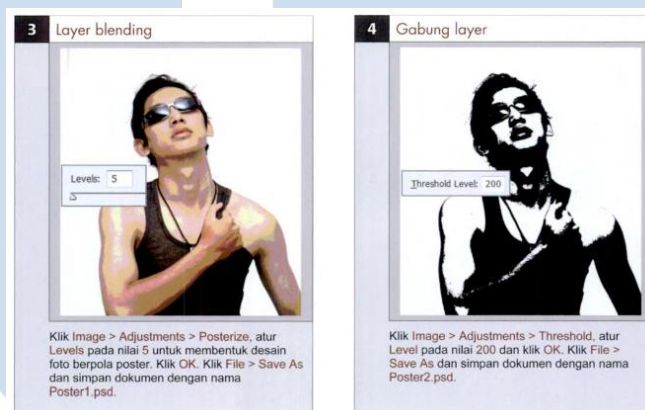 3 Layer blending
Levels: 5
Klik Image > Adjustments > Posterize, atur
Levels pada nilai 5 untuk membentuk desain
foto berpola poster. Klik OK. Klik File > Save As
dan simpan dokumen dengan nama
Poster1.psd.
4 Gabung layer
Threshold Level: 200
Klik Image > Adjustments > Threshold, atur
Level pada nilai 200 dan klik OK. Klik File >
Save As dan simpan dokumen dengan nama
Poster2.psd.